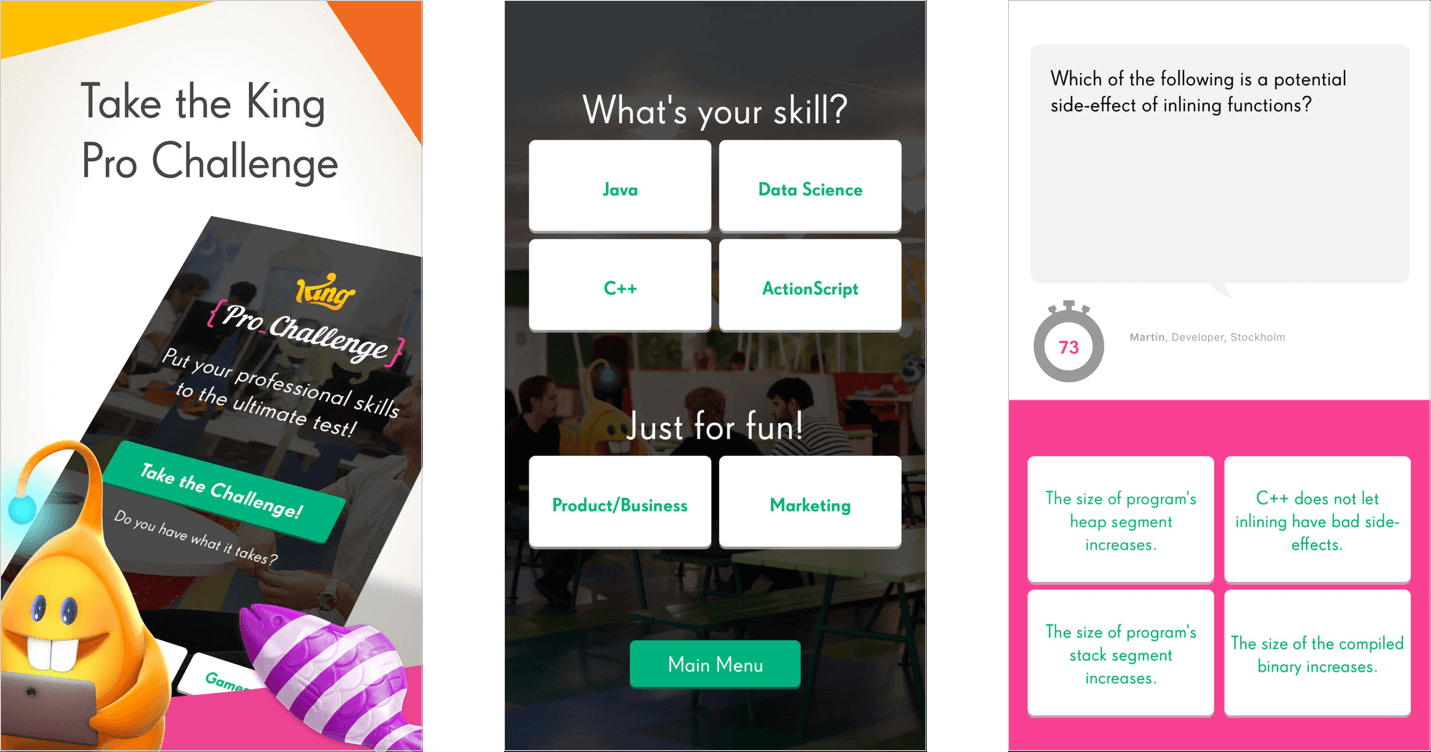 Take the King
Pro Challenge
King
{Pro_Challenge}
Put your professional skills
to the ultimate test!
Take the Challenge!
Do you have what it takes?
What's your skill?
Java
Data Science
C++
ActionScript
Just for fun!
Product/Business
Marketing
Main Menu
Which of the following is a potential
side-effect of inlining functions?
73
Martin, Developer, Stockholm
The size of program's
heap segment
increases.
C++ does not let
inlining have bad side-
effects.
The size of program's
stack segment
increases.
The size of the compiled
binary increases.